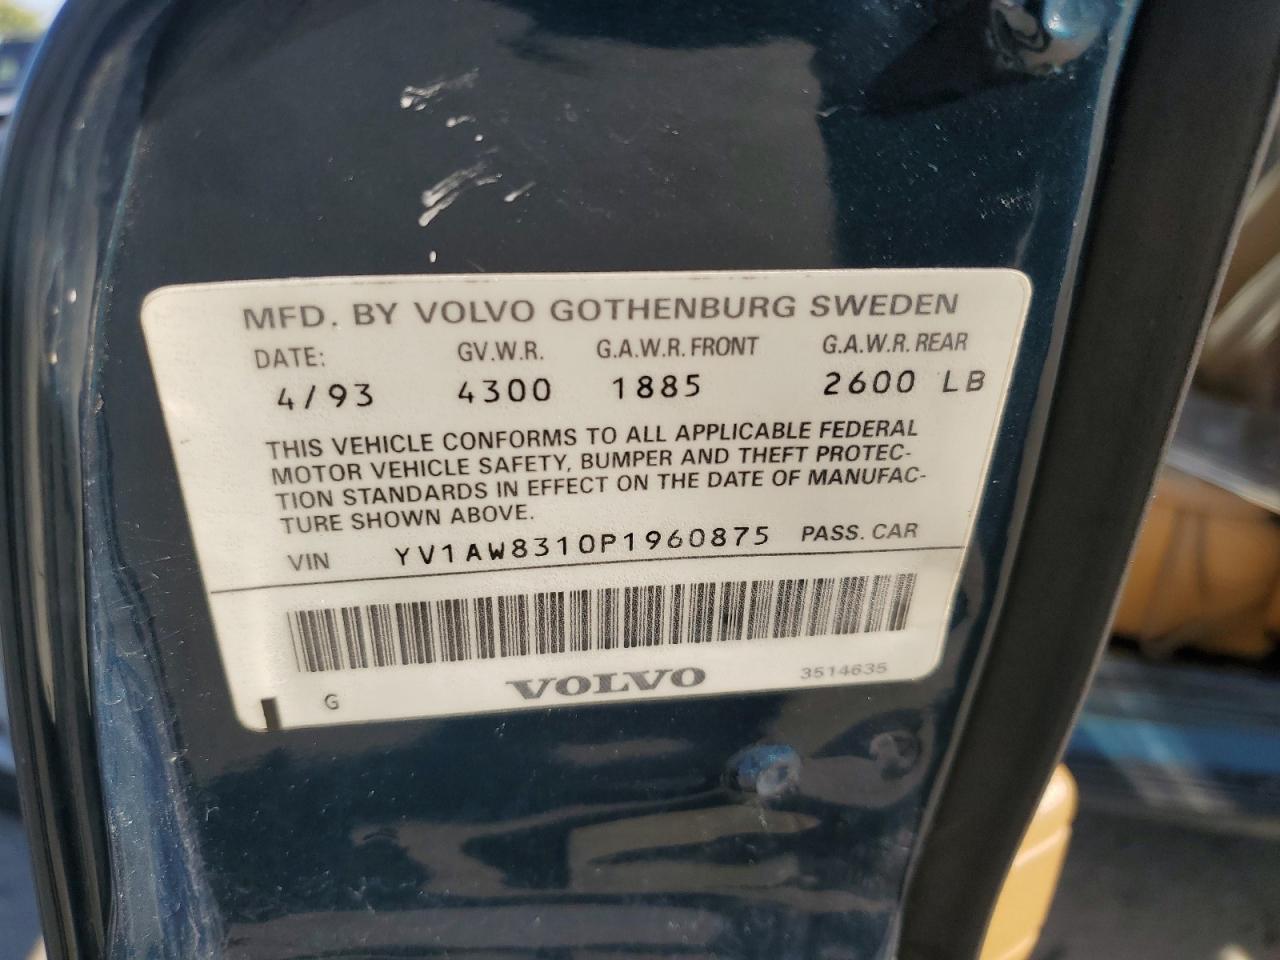 MFD. BY VOLVO GOTHENBURG SWEDEN
DATE: GV.W.R. G.A.W.R. FRONT G.A.W.R. REAR
4/93 4300 1885 2600 LB
THIS VEHICLE CONFORMS TO ALL APPLICABLE FEDERAL
MOTOR VEHICLE SAFETY, BUMPER AND THEFT PROTEC-
TION STANDARDS IN EFFECT ON THE DATE OF MANUFAC-
TURE SHOWN ABOVE.
VIN YV1AW8310P1960875 PASS. CAR
G VOLVO 3514635